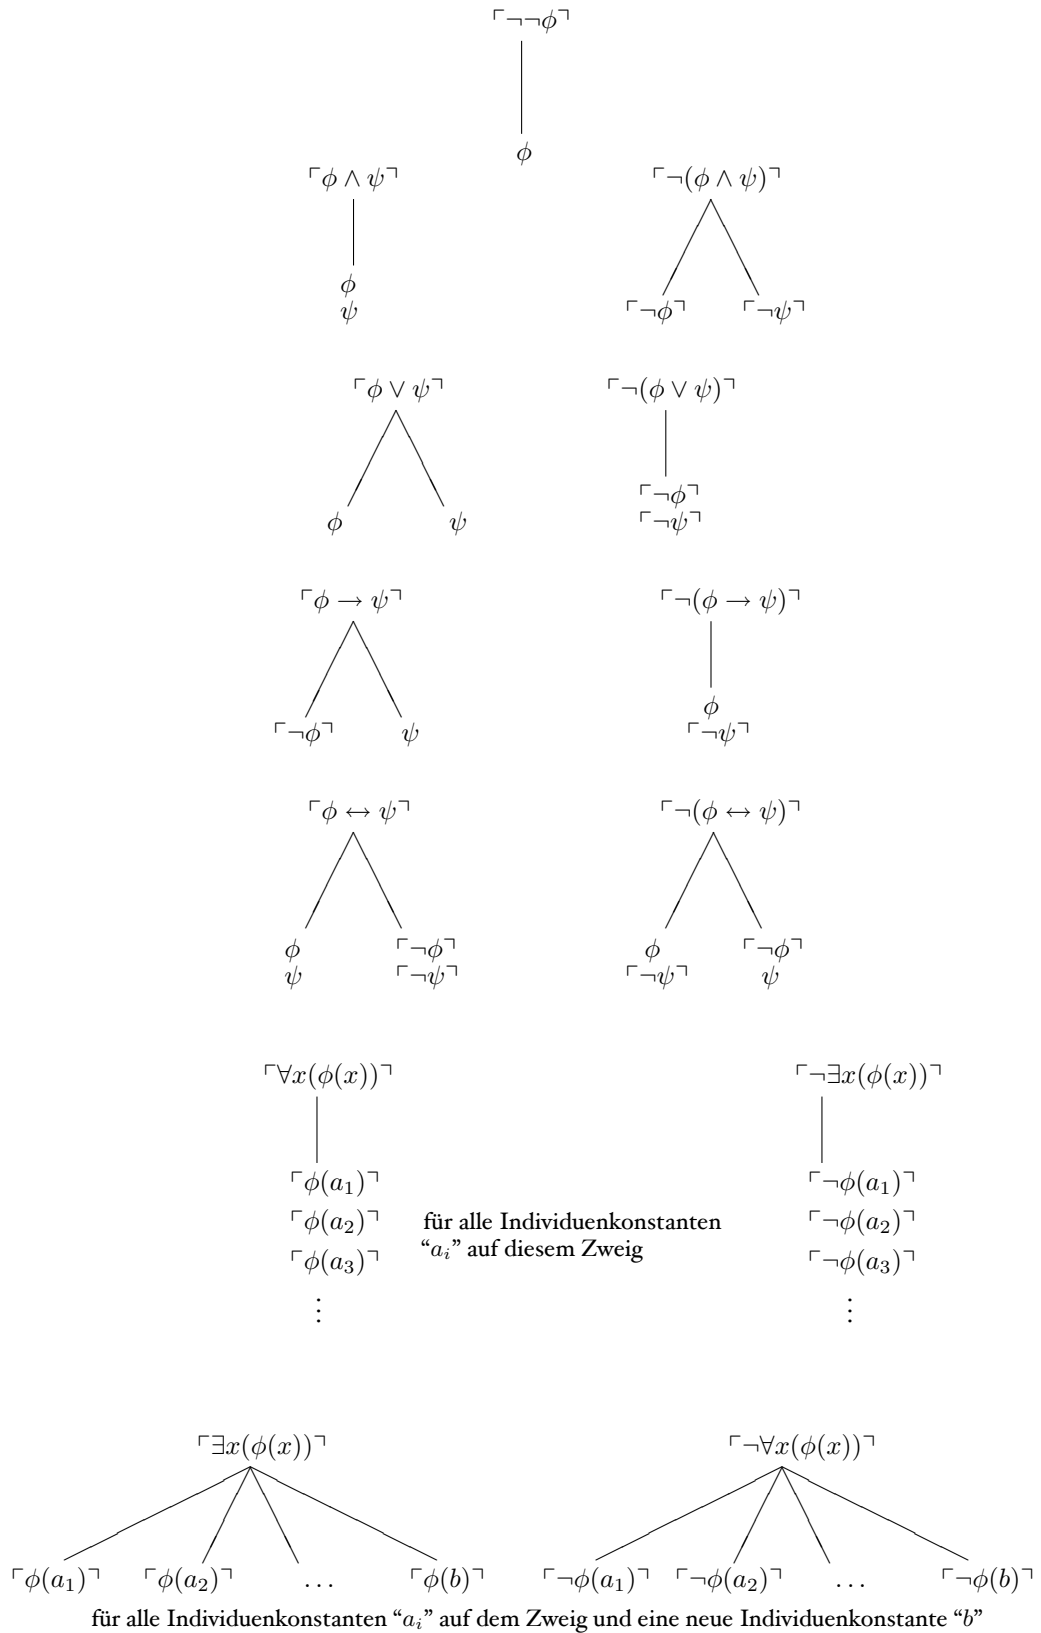 ⌜¬¬ϕ⌝
ϕ
⌜ϕ ∧ ψ⌝ ⌜¬(ϕ ∧ ψ)⌝
ϕ
ψ
⌜¬ϕ⌝ ⌜¬ψ⌝
⌜ϕ ∨ ψ⌝ ⌜¬(ϕ ∨ ψ)⌝
⌜¬ϕ⌝
⌜¬ψ⌝
ϕ ψ
⌜ϕ → ψ⌝ ⌜¬(ϕ → ψ)⌝
ϕ
⌜¬ψ⌝
⌜¬ϕ⌝ ψ
⌜ϕ ↔ ψ⌝ ⌜¬(ϕ ↔ ψ)⌝
ϕ ⌜¬ϕ⌝ ϕ ⌜¬ϕ⌝
ψ ⌜¬ψ⌝ ⌜¬ψ⌝ ψ
⌜∀x(ϕ(x))⌝ ⌜¬∃x(ϕ(x))⌝
⌜ϕ(a₁)⌝ ⌜¬ϕ(a₁)⌝
⌜ϕ(a₂)⌝ für alle Individuenkonstanten ⌜¬ϕ(a₂)⌝
“aᵢ” auf diesem Zweig
⌜ϕ(a₃)⌝ ⌜¬ϕ(a₃)⌝
⋮ ⋮
⌜∃x(ϕ(x))⌝ ⌜¬∀x(ϕ(x))⌝
⌜ϕ(a₁)⌝ ⌜ϕ(a₂)⌝ … ⌜ϕ(b)⌝ ⌜¬ϕ(a₁)⌝ ⌜¬ϕ(a₂)⌝ … ⌜¬ϕ(b)⌝
für alle Individuenkonstanten “aᵢ” auf dem Zweig und eine neue Individuenkonstante “b”